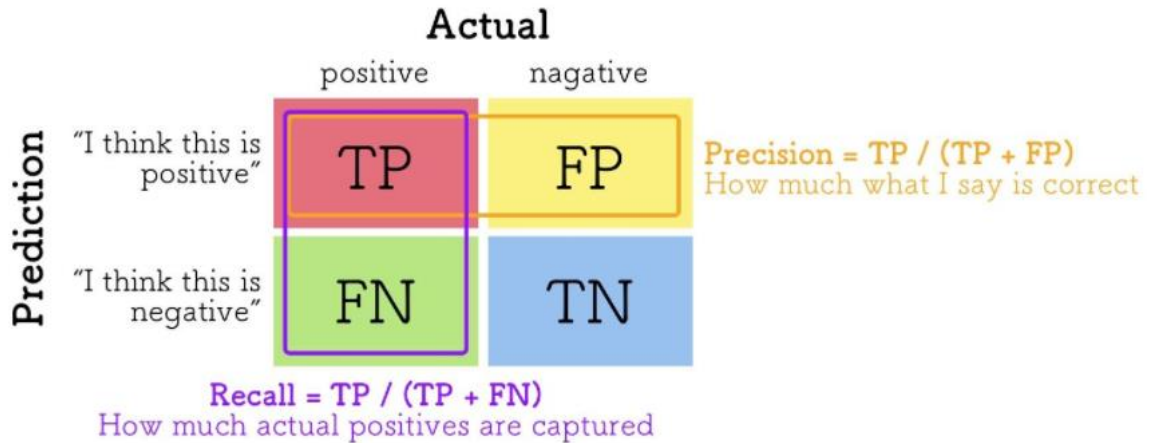 Actual
positive nagative
Prediction
"I think this is
positive"
TP FP
Precision = TP / (TP + FP)
How much what I say is correct
"I think this is
negative"
FN TN
Recall = TP / (TP + FN)
How much actual positives are captured